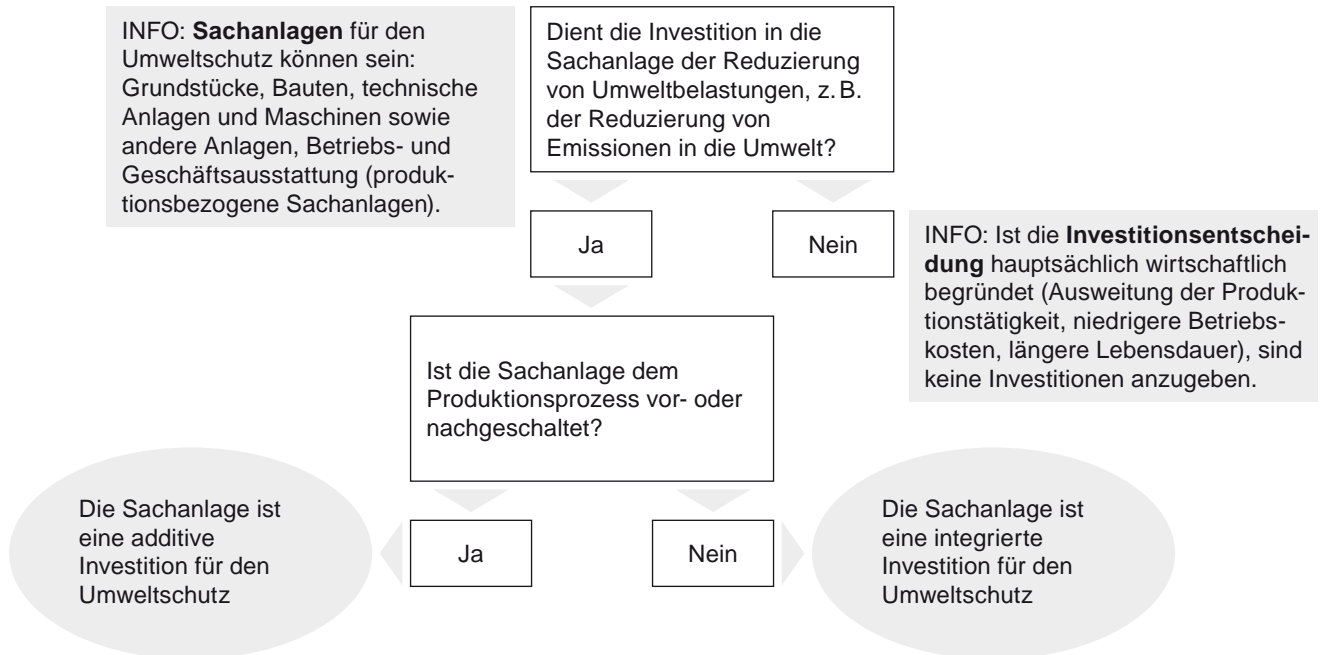 INFO: Sachanlagen für den
Umweltschutz können sein:
Grundstücke, Bauten, technische
Anlagen und Maschinen sowie
andere Anlagen, Betriebs- und
Geschäftsausstattung (produk-
tionsbezogene Sachanlagen).
Dient die Investition in die
Sachanlage der Reduzierung
von Umweltbelastungen, z. B.
der Reduzierung von
Emissionen in die Umwelt?
Ja
Nein
INFO: Ist die Investitionsentschei-
dung hauptsächlich wirtschaftlich
begründet (Ausweitung der Produk-
tionstätigkeit, niedrigere Betriebs-
kosten, längere Lebensdauer), sind
keine Investitionen anzugeben.
Ist die Sachanlage dem
Produktionsprozess vor- oder
nachgeschaltet?
Die Sachanlage ist
eine additive
Investition für den
Umweltschutz
Ja
Nein
Die Sachanlage ist
eine integrierte
Investition für den
Umweltschutz